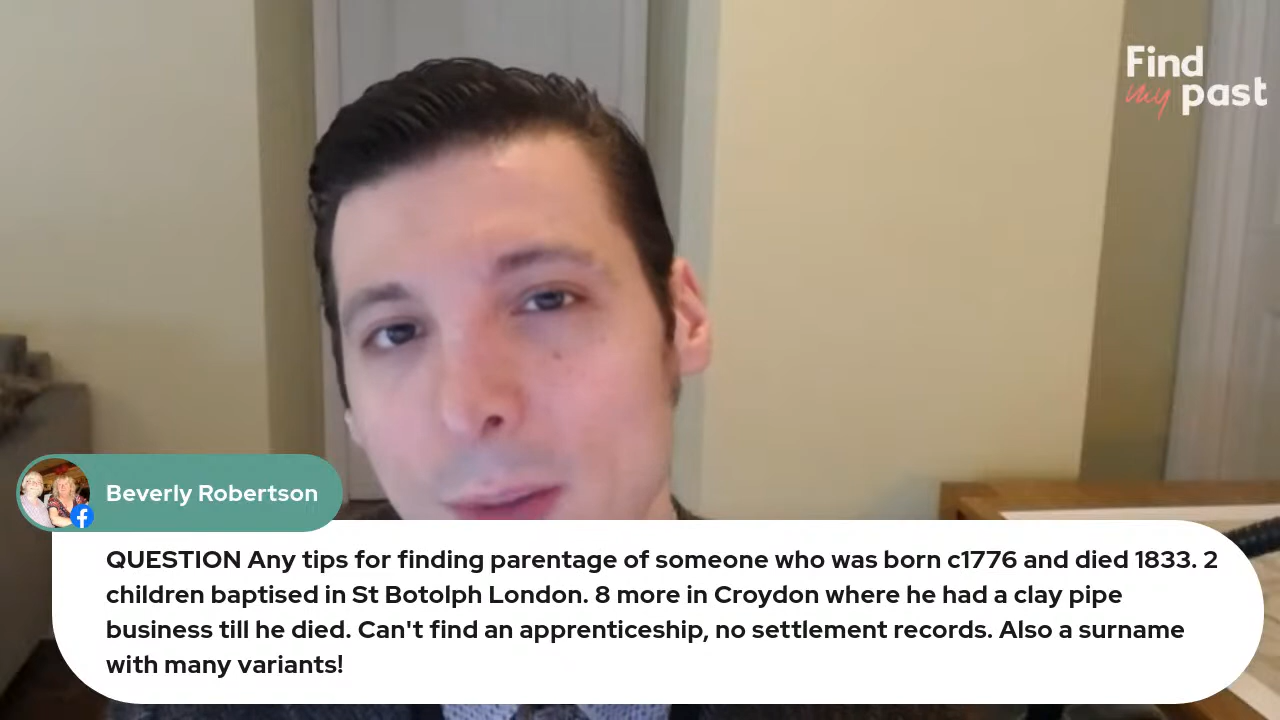 Find
my past
Beverly Robertson
QUESTION Any tips for finding parentage of someone who was born c1776 and died 1833. 2
children baptised in St Botolph London. 8 more in Croydon where he had a clay pipe
business till he died. Can't find an apprenticeship, no settlement records. Also a surname
with many variants!